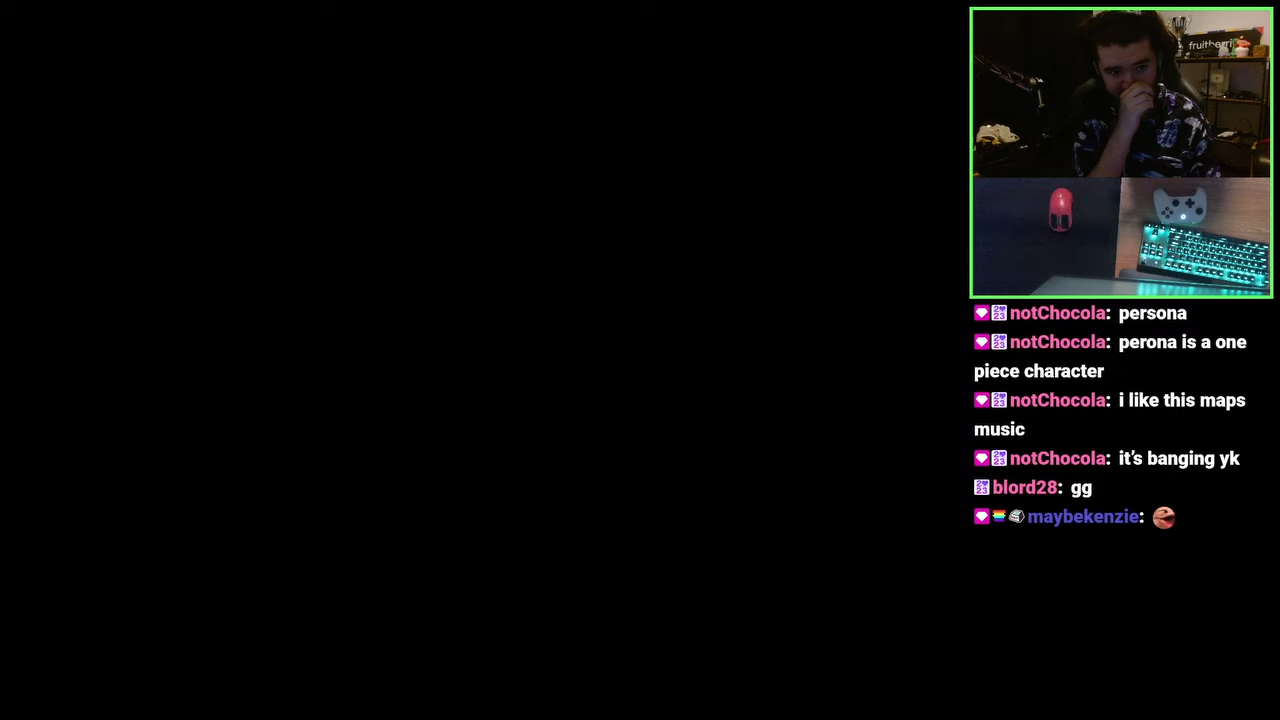 fruitberri
notChocola: persona
notChocola: perona is a one
piece character
notChocola: i like this maps
music
notChocola: it's banging yk
blord28: gg
maybekenzie: